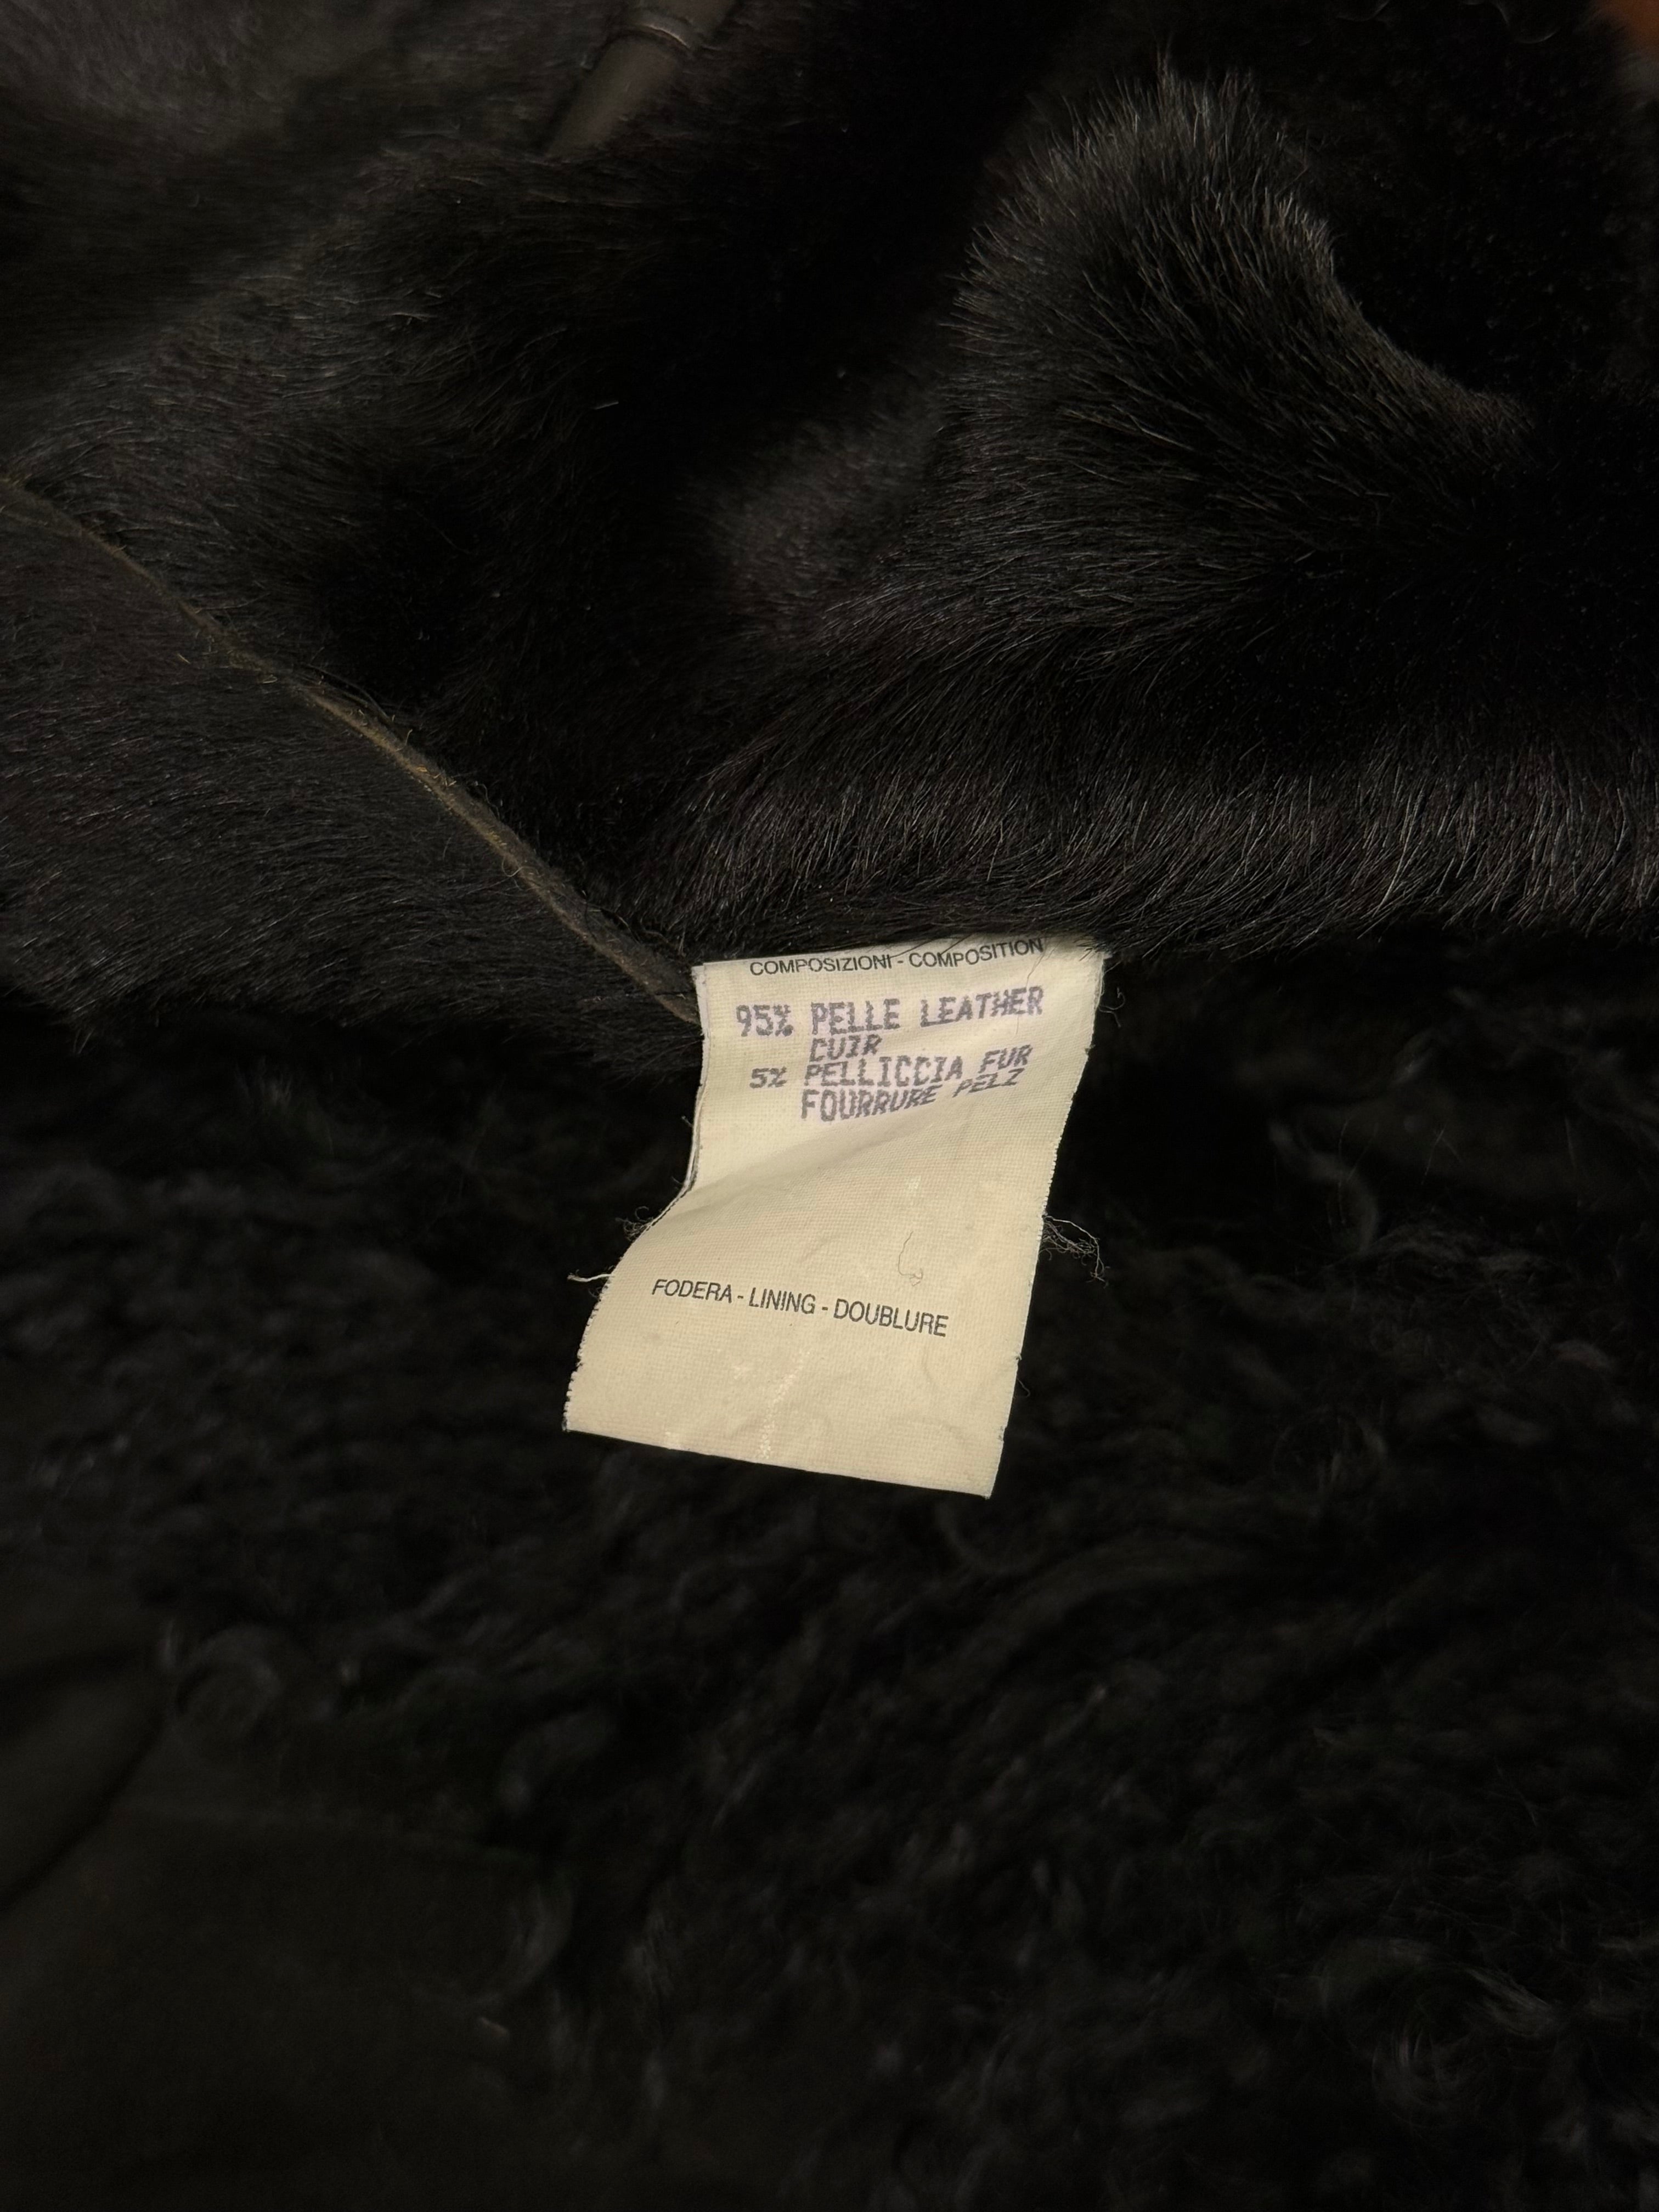 COMPOSIZIONI - COMPOSITION
95% PELLE LEATHER
CUIR
5% PELLICCIA FUR
FOURRURE PELZ
FODERA - LINING - DOUBLURE